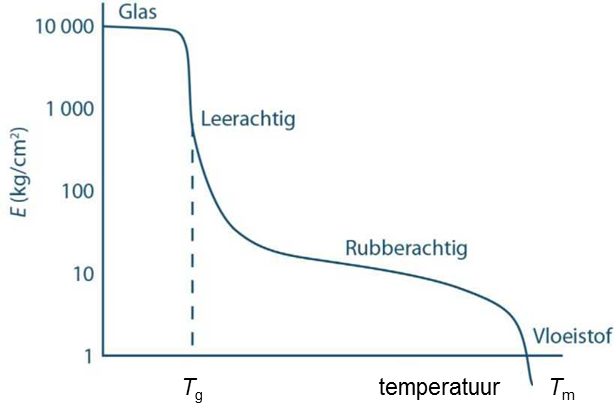 Glas
10 000
1 000
Leerachtig
E (kg/cm²)
100
Rubberachtig
10
Vloeistof
1
Tg
temperatuur
Tm